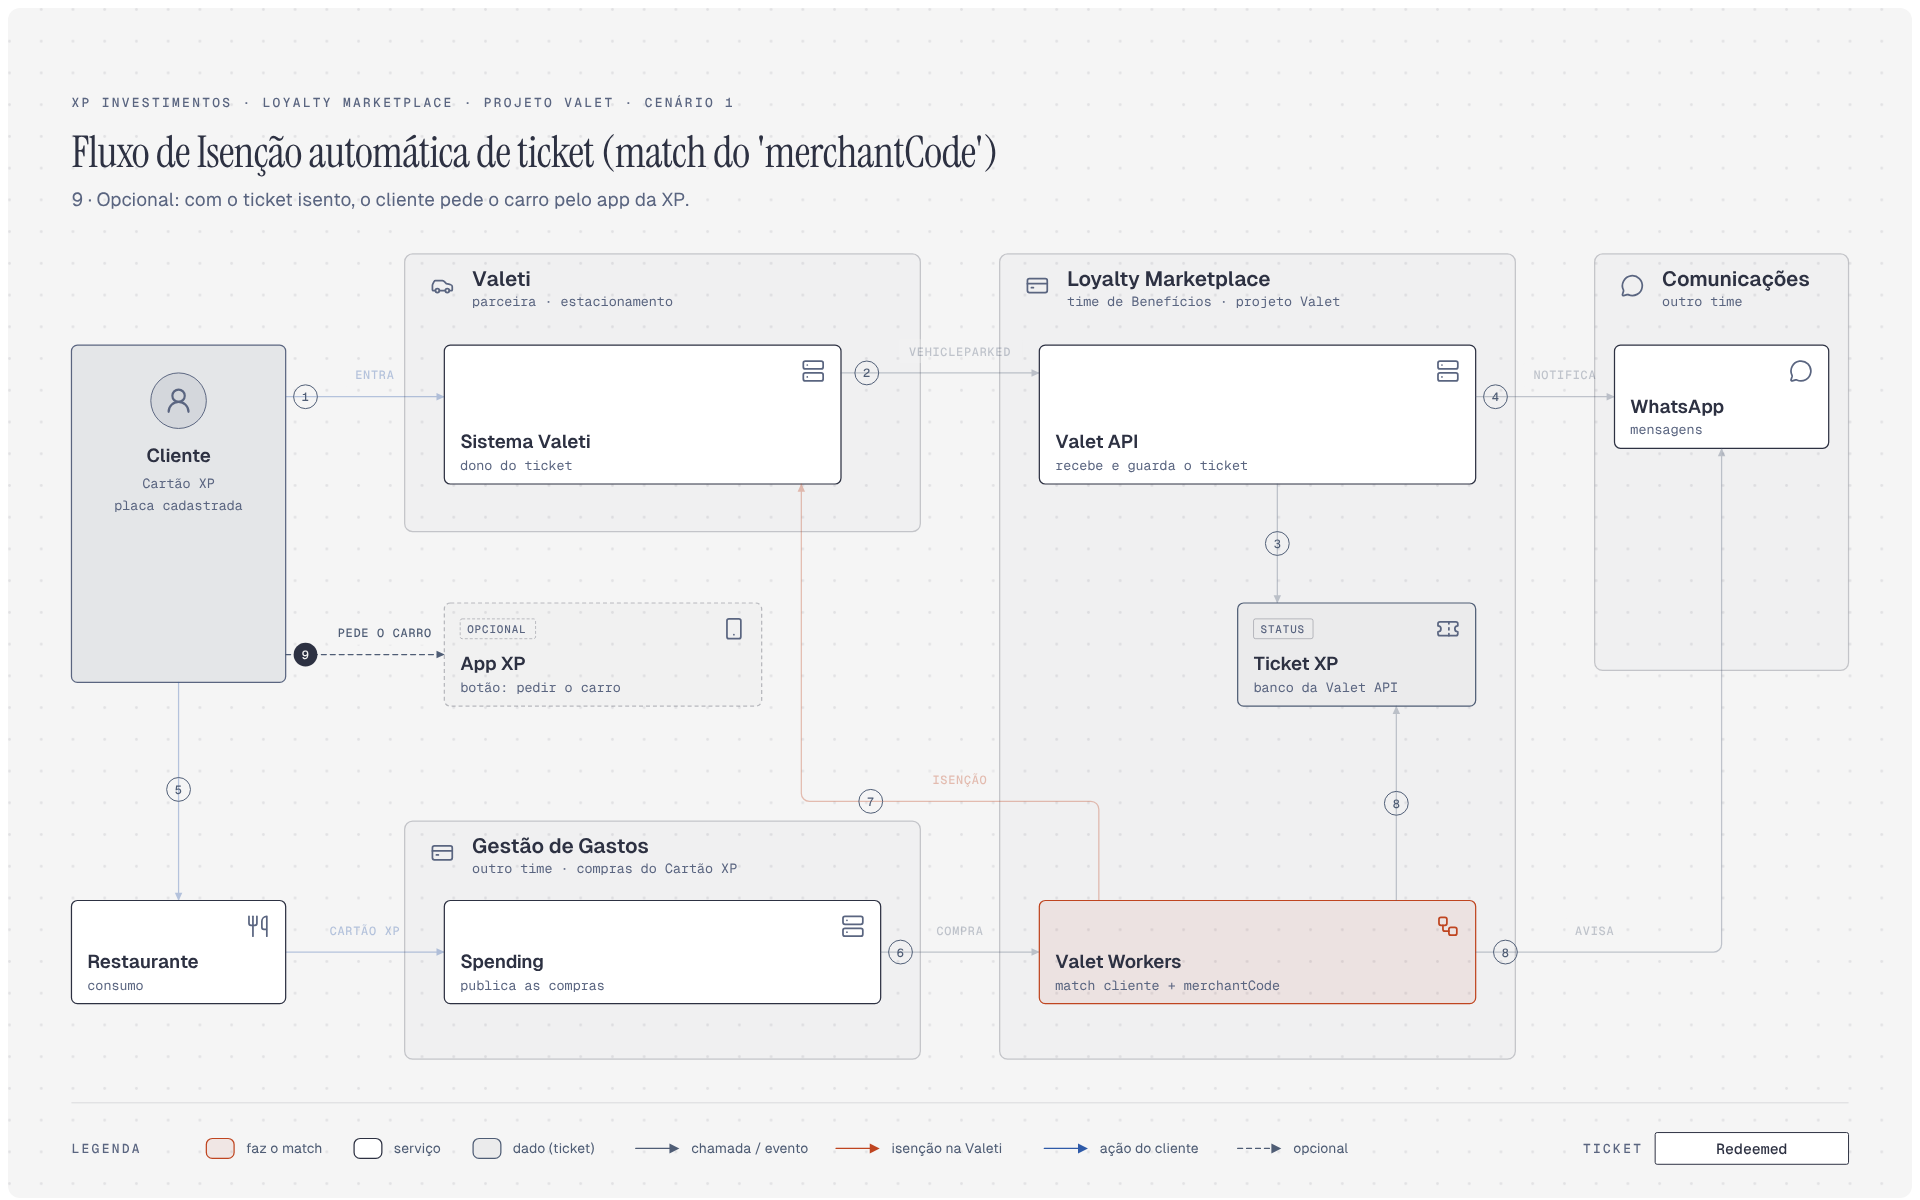 XP INVESTIMENTOS · LOYALTY MARKETPLACE · PROJETO VALET · CENÁRIO 1
Fluxo de Isenção automática de ticket (match do 'merchantCode')
9 · Opcional: com o ticket isento, o cliente pede o carro pelo app da XP.
Valeti
parceira · estacionamento
Loyalty Marketplace
time de Benefícios · projeto Valet
Comunicações
outro time
Cliente
Cartão XP
placa cadastrada
1
ENTRA
Sistema Valeti
dono do ticket
2
VEHICLEPARKED
Valet API
recebe e guarda o ticket
4
NOTIFICA
WhatsApp
mensagens
3
9
PEDE O CARRO
OPCIONAL
App XP
botão: pedir o carro
STATUS
Ticket XP
banco da Valet API
5
ISENÇÃO
7
8
Gestão de Gastos
outro time · compras do Cartão XP
Restaurante
consumo
CARTÃO XP
Spending
publica as compras
6
COMPRA
Valet Workers
match cliente + merchantCode
8
AVISA
LEGENDA
faz o match
serviço
dado (ticket)
chamada / evento
isenção na Valeti
ação do cliente
opcional
TICKET
Redeemed